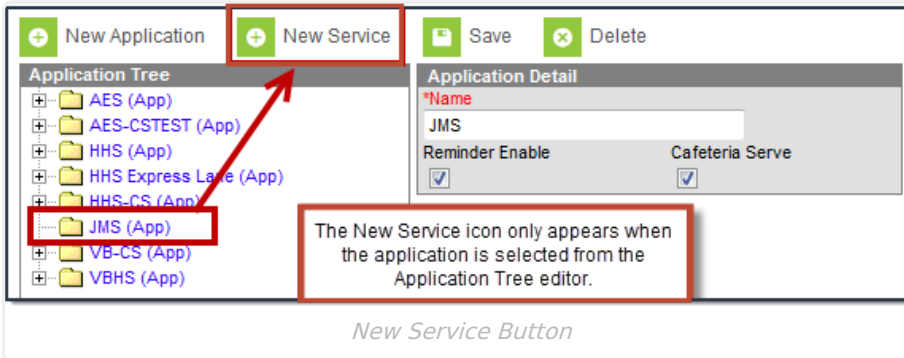 New Application New Service Save Delete
Application Tree
AES (App)
AES-CSTEST (App)
HHS (App)
HHS Express Lane (App)
HHS-CS (App)
JMS (App)
VB-CS (App)
VBHS (App)
Application Detail
*Name
JMS
Reminder Enable Cafeteria Serve
The New Service icon only appears when
the application is selected from the
Application Tree editor.
New Service Button